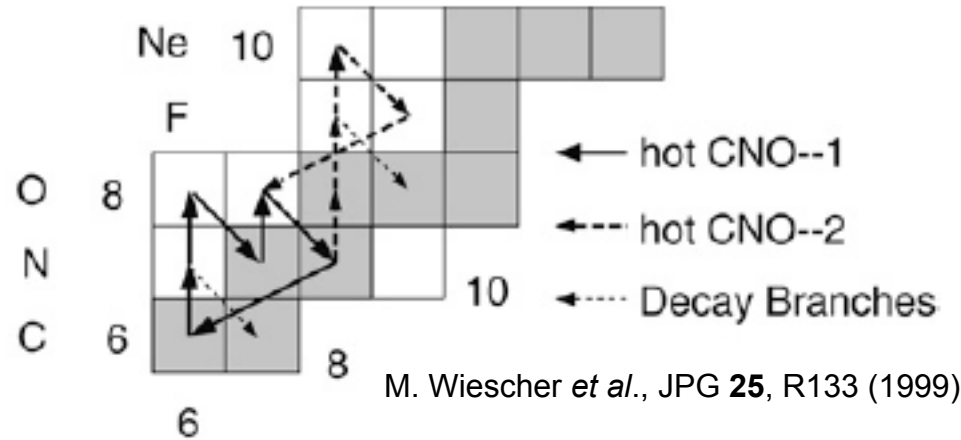 Ne 10
F
O 8
N
C 6
6
8
10
hot CNO--1
hot CNO--2
Decay Branches
M. Wiescher et al., JPG 25, R133 (1999)